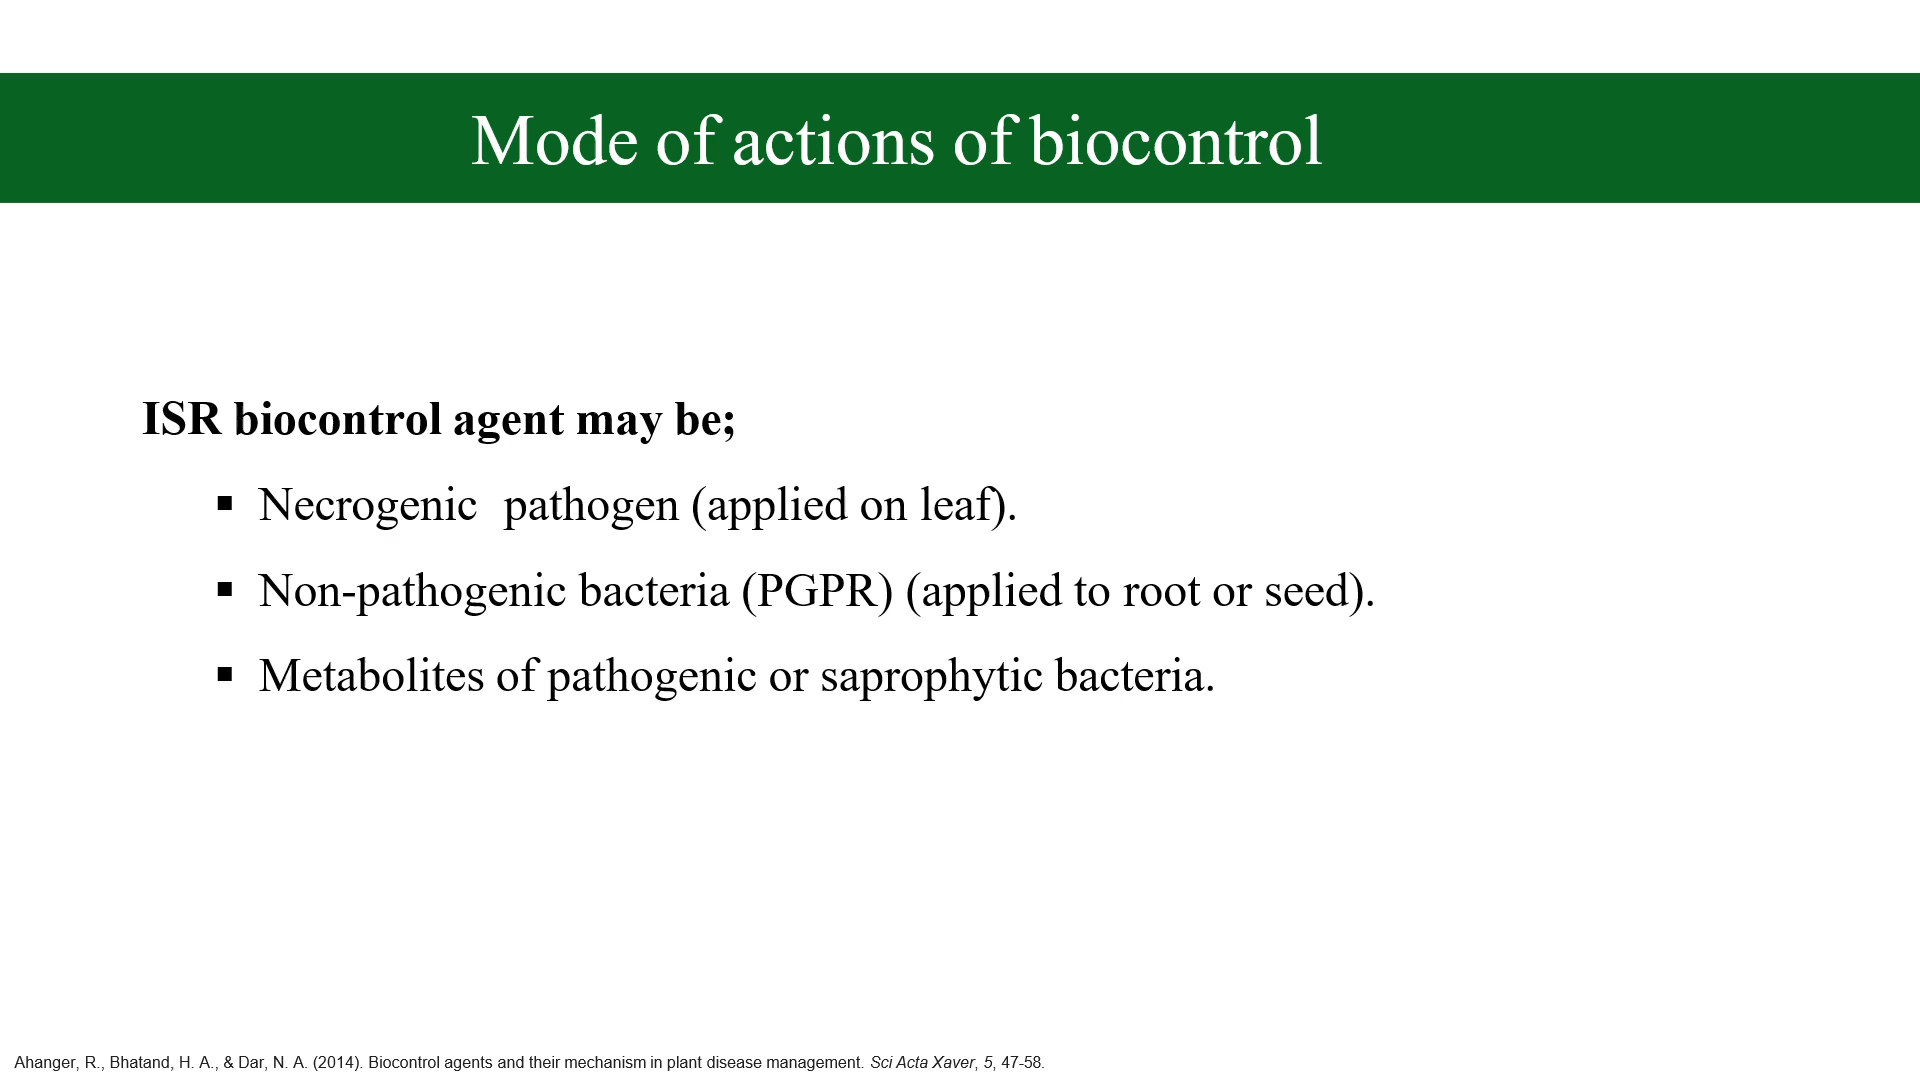 Mode of actions of biocontrol
ISR biocontrol agent may be;
▪ Necrogenic  pathogen (applied on leaf).
▪ Non-pathogenic bacteria (PGPR) (applied to root or seed).
▪ Metabolites of pathogenic or saprophytic bacteria.
Ahanger, R., Bhatand, H. A., & Dar, N. A. (2014). Biocontrol agents and their mechanism in plant disease management. Sci Acta Xaver, 5, 47-58.